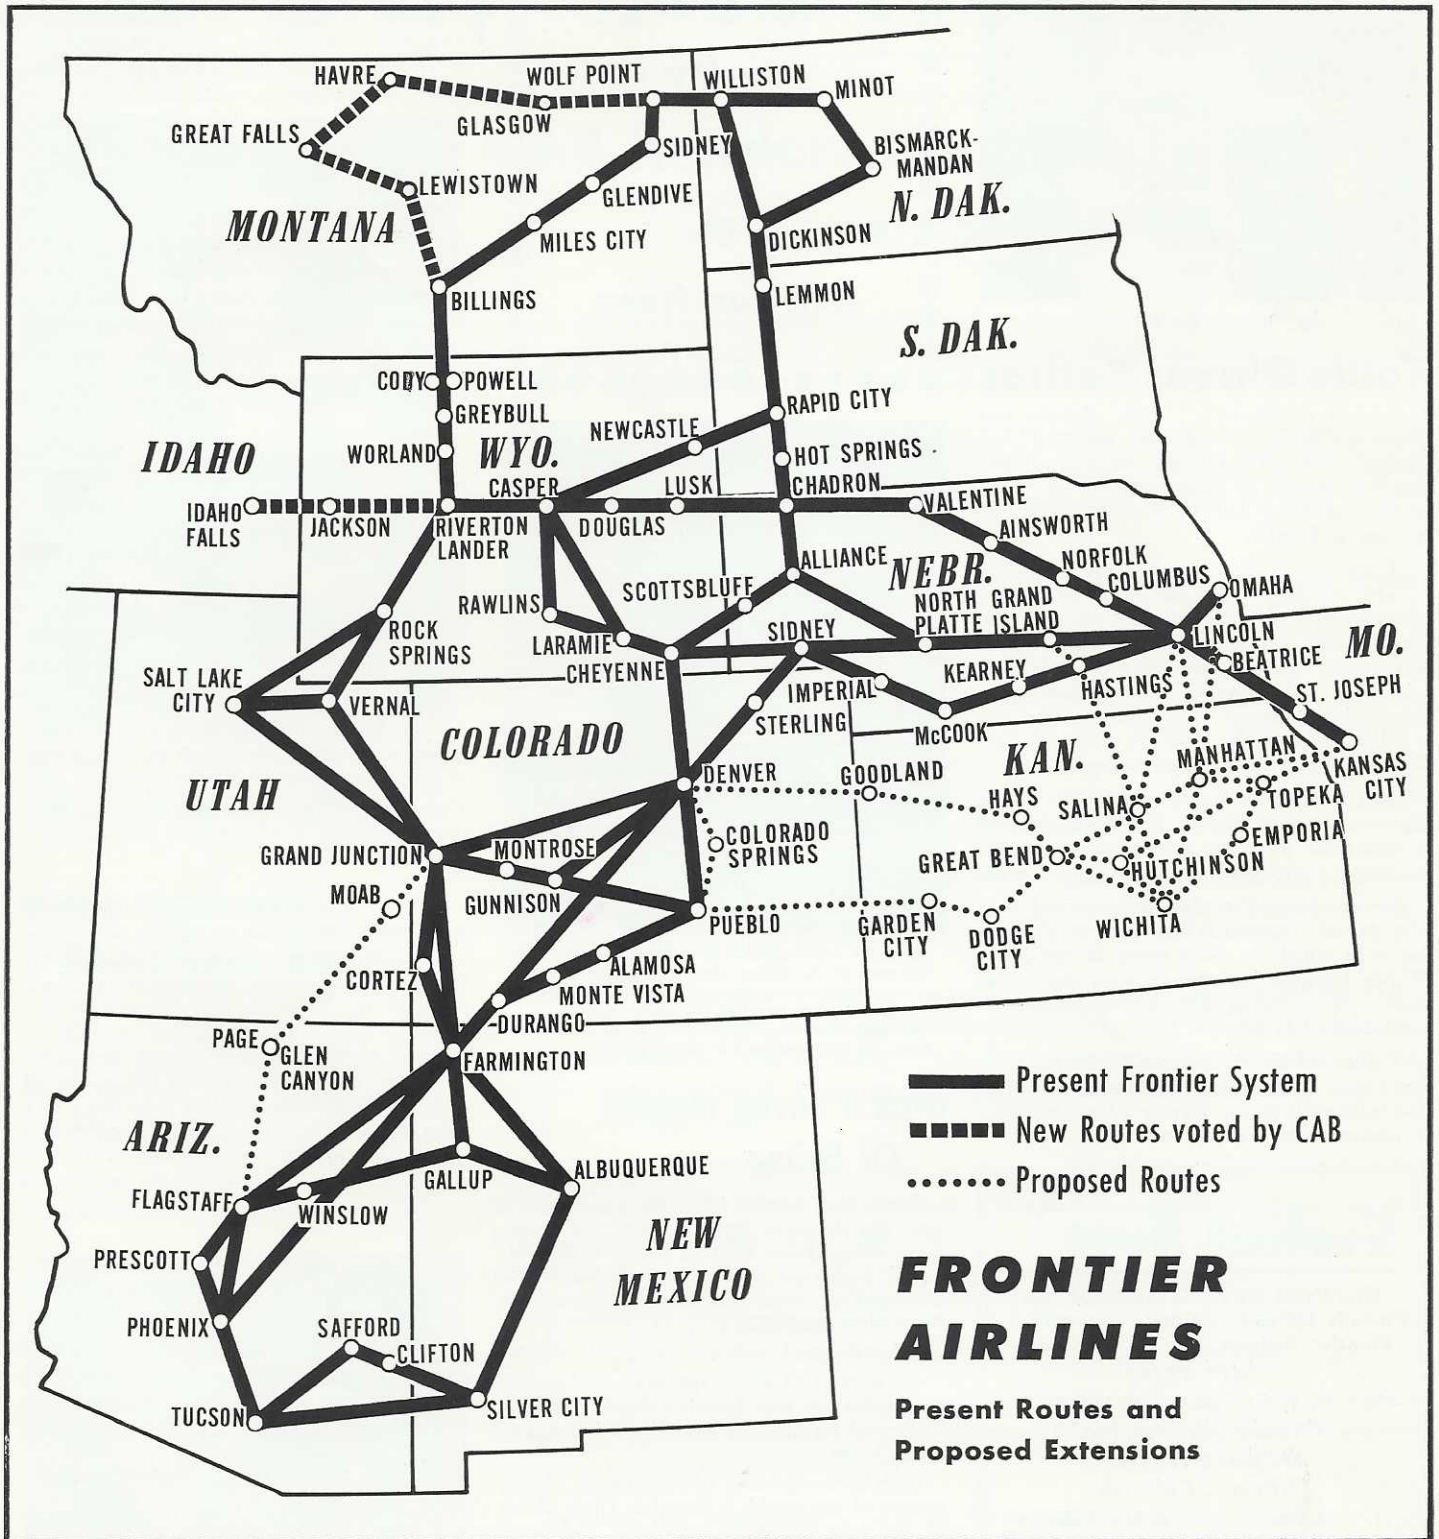 HAVRE
WOLF POINT
WILLISTON
MINOT
GREAT FALLS
GLASGOW
SIDNEY
BISMARCK-
MANDAN
LEWISTOWN
GLENDIVE
N. DAK.
MONTANA
MILES CITY
DICKINSON
BILLINGS
LEMMON
S. DAK.
CODY
POWELL
GREYBULL
RAPID CITY
NEWCASTLE
IDAHO
WORLAND
WYO.
HOT SPRINGS
CASPER
LUSK
CHADRON
VALENTINE
IDAHO
FALLS
JACKSON
RIVERTON
LANDER
DOUGLAS
AINSWORTH
ALLIANCE
NEBR.
NORFOLK
COLUMBUS
OMAHA
SCOTTSBLUFF
RAWLINS
NORTH
PLATTE
GRAND
ISLAND
ROCK
SPRINGS
LARAMIE
SIDNEY
LINCOLN
MO.
CHEYENNE
BEATRICE
KEARNEY
SALT LAKE
CITY
VERNAL
IMPERIAL
HASTINGS
ST. JOSEPH
STERLING
McCOOK
COLORADO
KAN.
MANHATTAN
KANSAS
CITY
UTAH
DENVER
GOODLAND
HAYS
SALINA
TOPEKA
COLORADO
SPRINGS
EMPORIA
GRAND JUNCTION
MONTROSE
GREAT BEND
HUTCHINSON
MOAB
GUNNISON
PUEBLO
GARDEN
CITY
DODGE
CITY
WICHITA
CORTEZ
ALAMOSA
MONTE VISTA
DURANGO
PAGE
GLEN
CANYON
FARMINGTON
Present Frontier System
ARIZ.
New Routes voted by CAB
GALLUP
ALBUQUERQUE
Proposed Routes
FLAGSTAFF
WINSLOW
NEW
MEXICO
PRESCOTT
FRONTIER
AIRLINES
PHOENIX
SAFFORD
CLIFTON
TUCSON
SILVER CITY
Present Routes and
Proposed Extensions